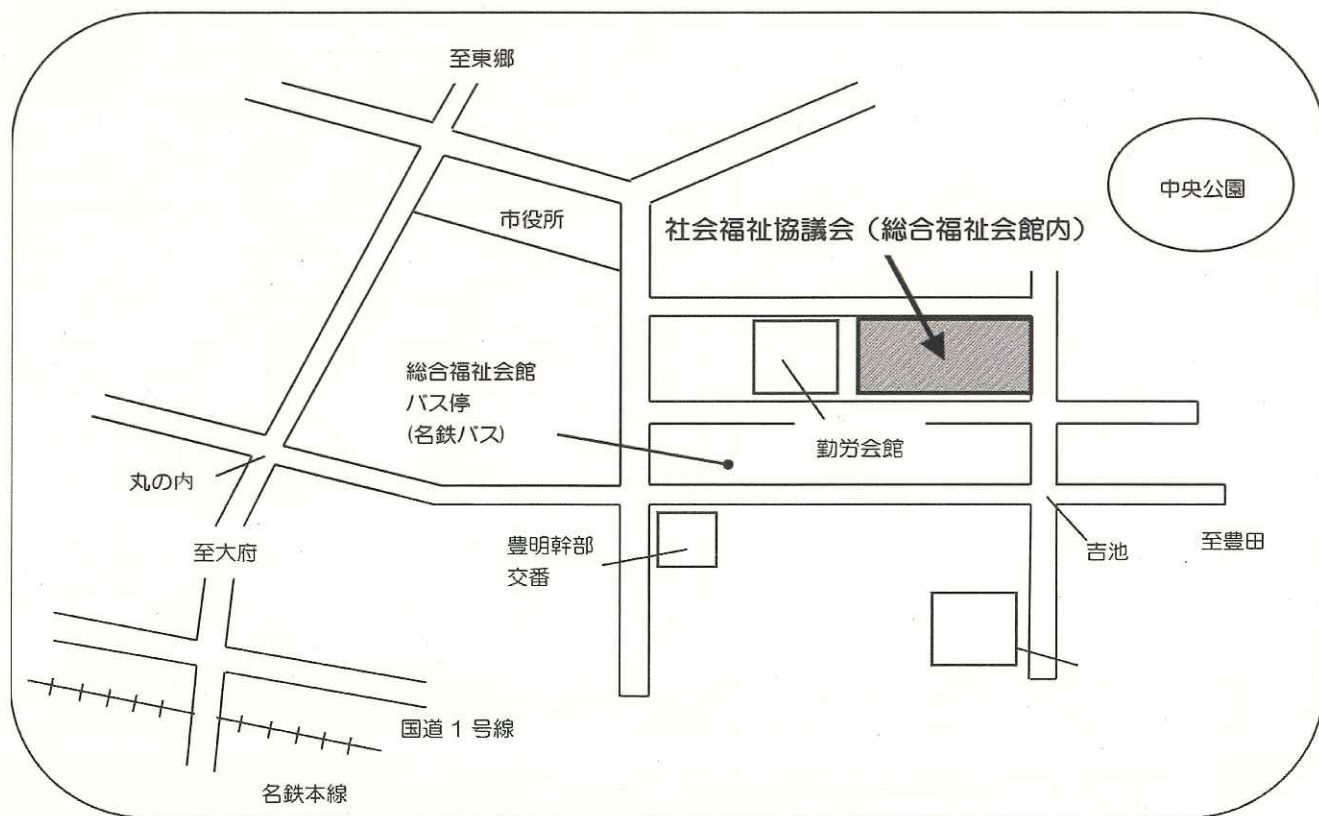 至東郷
中央公園
市役所
社会福祉協議会（総合福祉会館内）
総合福祉会館
バス停
(名鉄バス)
勤労会館
丸の内
至大府
豊明幹部
交番
吉池
至豊田
国道１号線
名鉄本線